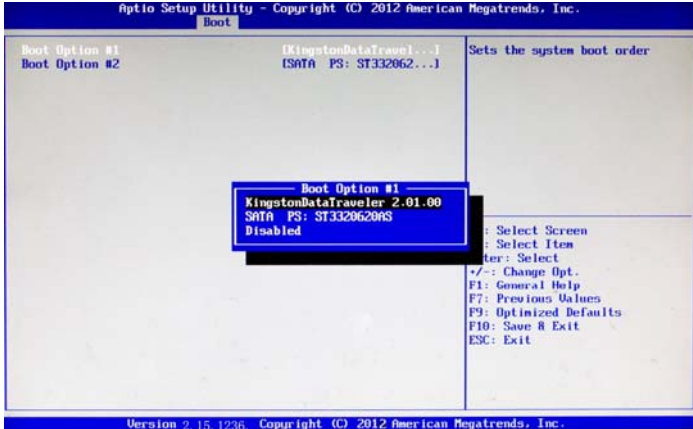 Aptio Setup Utility - Copyright (C) 2012 American Megatrends, Inc.
Boot
Boot Option #1 [KingstonDataTravel...]
Boot Option #2 [SATA PS: ST332062...]
Sets the system boot order
Boot Option #1
KingstonDataTraveler 2.01.00
SATA PS: ST3320620AS
Disabled
: Select Screen
: Select Item
ter: Select
+/-: Change Opt.
F1: General Help
F7: Previous Values
F9: Optimized Defaults
F10: Save & Exit
ESC: Exit
Version 2.15.1236. Copyright (C) 2012 American Megatrends, Inc.